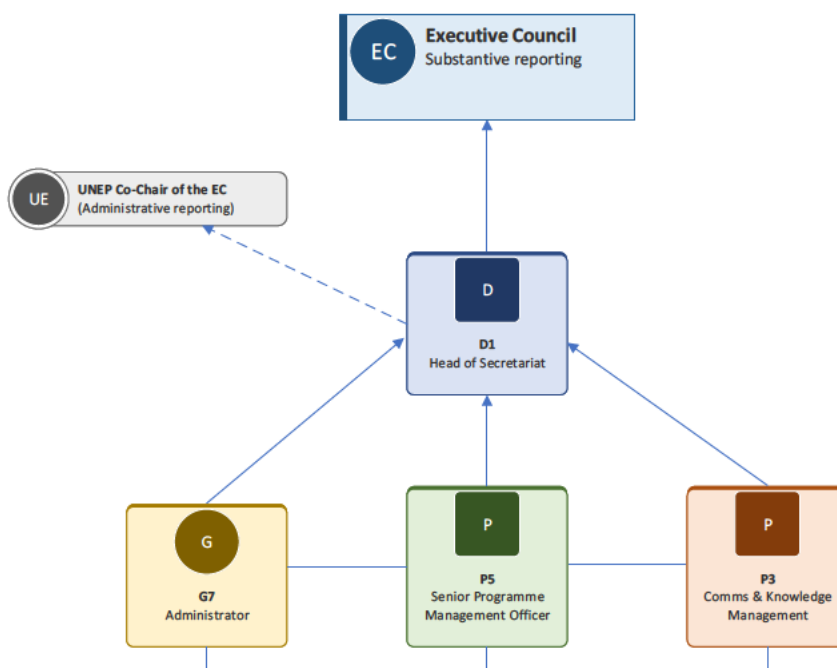 EC
Executive Council
Substantive reporting
UE
UNEP Co-Chair of the EC
(Administrative reporting)
D
D1
Head of Secretariat
G
G7
Administrator
P
P5
Senior Programme
Management Officer
P
P3
Comms & Knowledge
Management